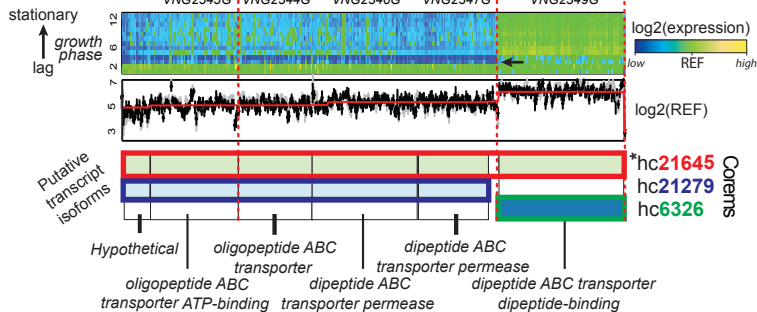 VNG2349G
stationary
growth
phase
lag
12
6
2
log2(expression)
low REF high
7
5
3
log2(REF)
Putative
transcript
isoforms
*hc21645
hc21279
hc6326
Corems
Hypothetical
oligopeptide ABC
transporter
dipeptide ABC
transporter permease
oligopeptide ABC
transporter ATP-binding
dipeptide ABC
transporter permease
dipeptide ABC transporter
dipeptide-binding